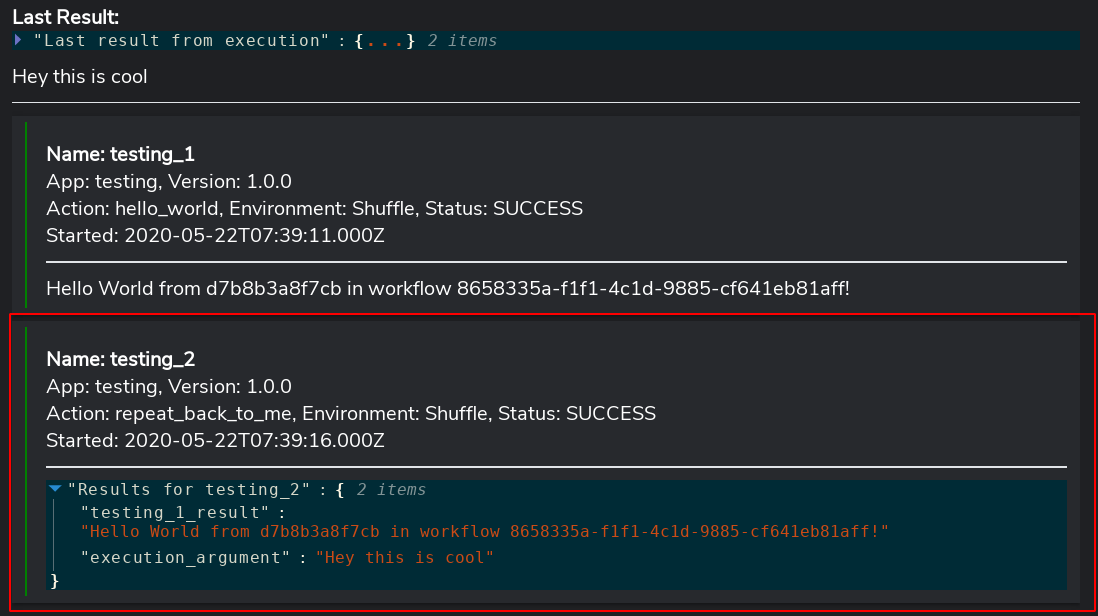 Last Result:
"Last result from execution" : {...} 2 items
Hey this is cool
Name: testing_1
App: testing, Version: 1.0.0
Action: hello_world, Environment: Shuffle, Status: SUCCESS
Started: 2020-05-22T07:39:11.000Z
Hello World from d7b8b3a8f7cb in workflow 8658335a-f1f1-4c1d-9885-cf641eb81aff!
Name: testing_2
App: testing, Version: 1.0.0
Action: repeat_back_to_me, Environment: Shuffle, Status: SUCCESS
Started: 2020-05-22T07:39:16.000Z
"Results for testing_2" : { 2 items
"testing_1_result" :
"Hello World from d7b8b3a8f7cb in workflow 8658335a-f1f1-4c1d-9885-cf641eb81aff!"
"execution_argument" : "Hey this is cool"
}